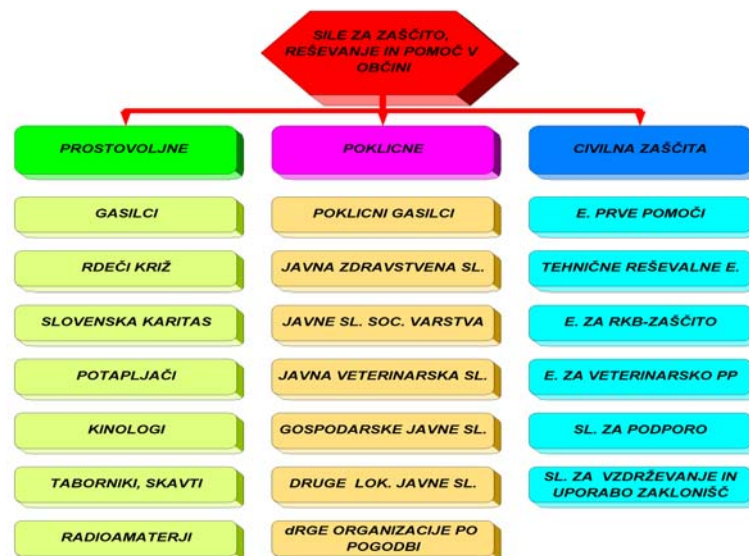 SILE ZA ZAŠČITO,
REŠEVANJE IN POMOČ V
OBČINI
PROSTOVOLJNE
GASILCI
RDEČI KRIŽ
SLOVENSKA KARITAS
POTAPLJAČI
KINOLOGI
TABORNIKI, SKAVTI
RADIOAMATERJI
POKLICNE
POKLICNI GASILCI
JAVNA ZDRAVSTVENA SL.
JAVNE SL. SOC. VARSTVA
JAVNA VETERINARSKA SL.
GOSPODARSKE JAVNE SL.
DRUGE LOK. JAVNE SL.
dRGE ORGANIZACIJE PO
POGODBI
CIVILNA ZAŠČITA
E. PRVE POMOČI
TEHNIČNE REŠEVALNE E.
E. ZA RKB-ZAŠČITO
E. ZA VETERINARSKO PP
SL. ZA PODPORO
SL. ZA VZDRŽEVANJE IN
UPORABO ZAKLONIŠČ